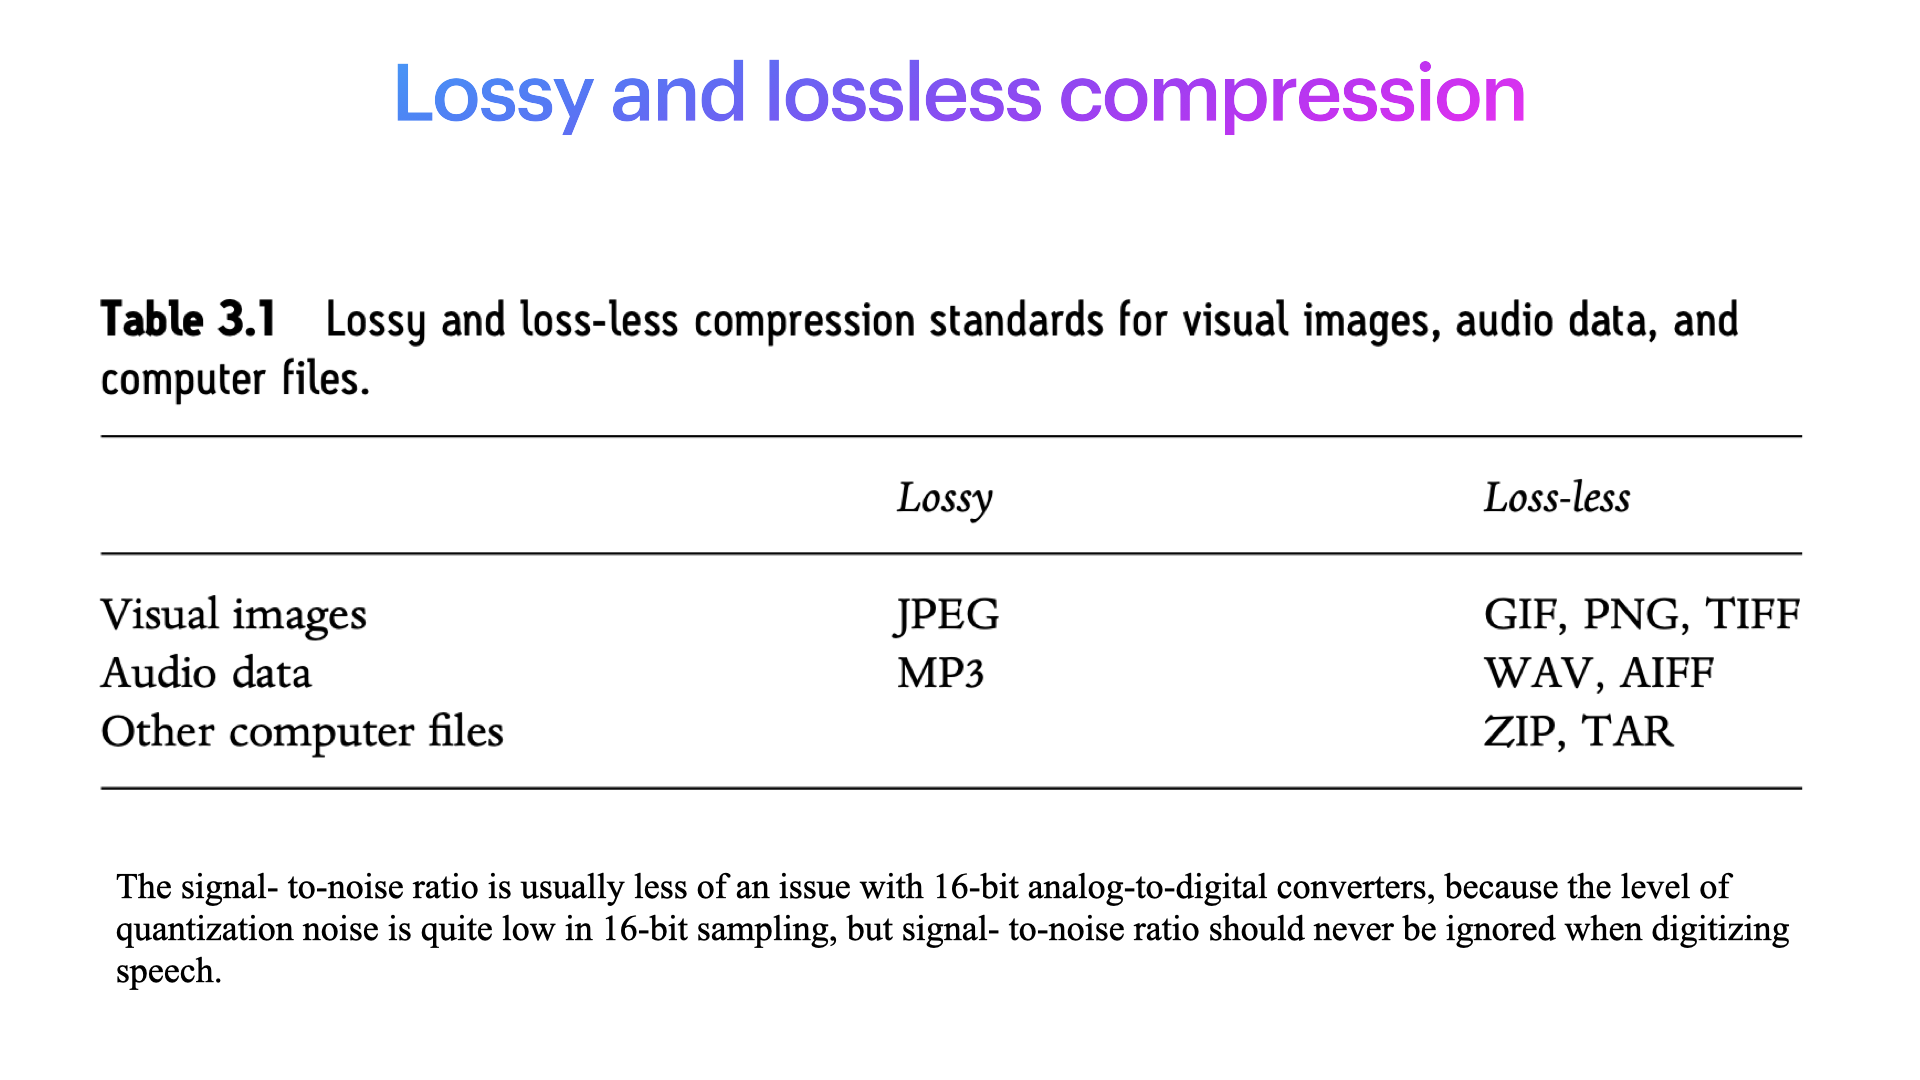 Lossy and lossless compression
Table 3.1 Lossy and loss-less compression standards for visual images, audio data, and
computer files.
Lossy Loss-less
Visual images JPEG GIF, PNG, TIFF
Audio data MP3 WAV, AIFF
Other computer files ZIP, TAR
The signal- to-noise ratio is usually less of an issue with 16-bit analog-to-digital converters, because the level of
quantization noise is quite low in 16-bit sampling, but signal- to-noise ratio should never be ignored when digitizing
speech.